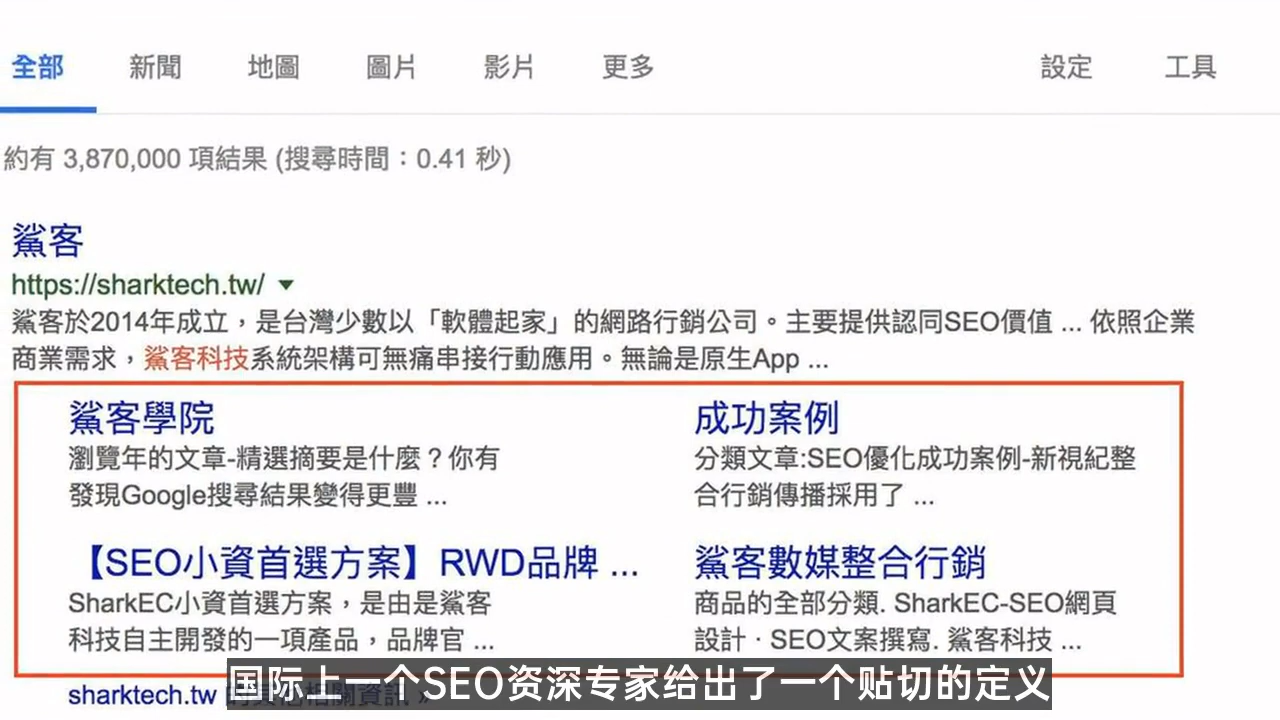 全部 新聞 地圖 圖片 影片 更多 設定 工具
約有 3,870,000 項結果 (搜尋時間：0.41 秒)
鯊客
https://sharktech.tw/
鯊客於2014年成立，是台灣少數以「軟體起家」的網路行銷公司。主要提供認同SEO價值 ... 依照企業
商業需求，鯊客科技系統架構可無痛串接行動應用。無論是原生App ...
鯊客學院
瀏覽年的文章-精選摘要是什麼？你有
發現Google搜尋結果變得更豐 ...
成功案例
分類文章:SEO優化成功案例-新視紀整
合行銷傳播採用了 ...
【SEO小資首選方案】RWD品牌 ...
SharkEC小資首選方案，是由是鯊客
科技自主開發的一項產品，品牌官 ...
鯊客數媒整合行銷
商品的全部分類. SharkEC-SEO網頁
設計 · SEO文案撰寫. 鯊客科技 ...
sharktech.tw 的其他相關資訊 »
国际上一个SEO资深专家给出了一个贴切的定义